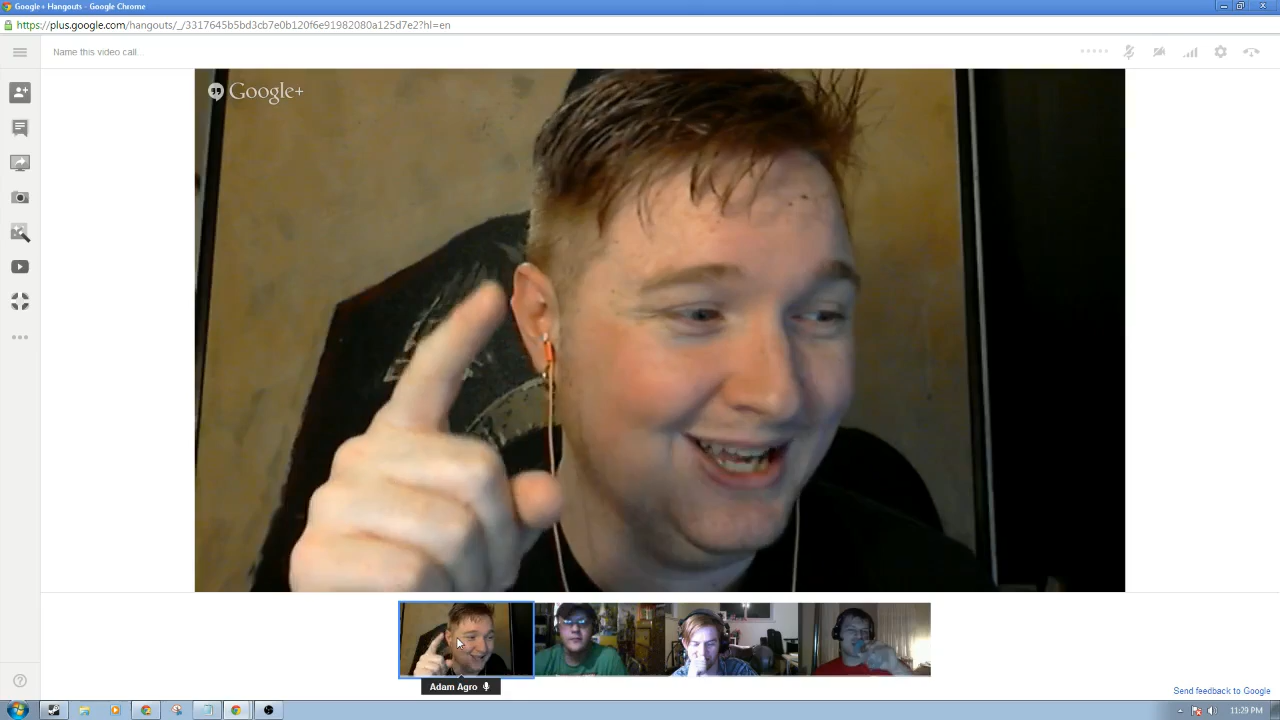 Google+ Hangouts - Google Chrome
https://plus.google.com/hangouts/_/3317645b5bd3cb7e0b120f6e91982080a125d7e2?hl=en
Name this video call...
Google+
Adam Agro
Send feedback to Google
11:29 PM